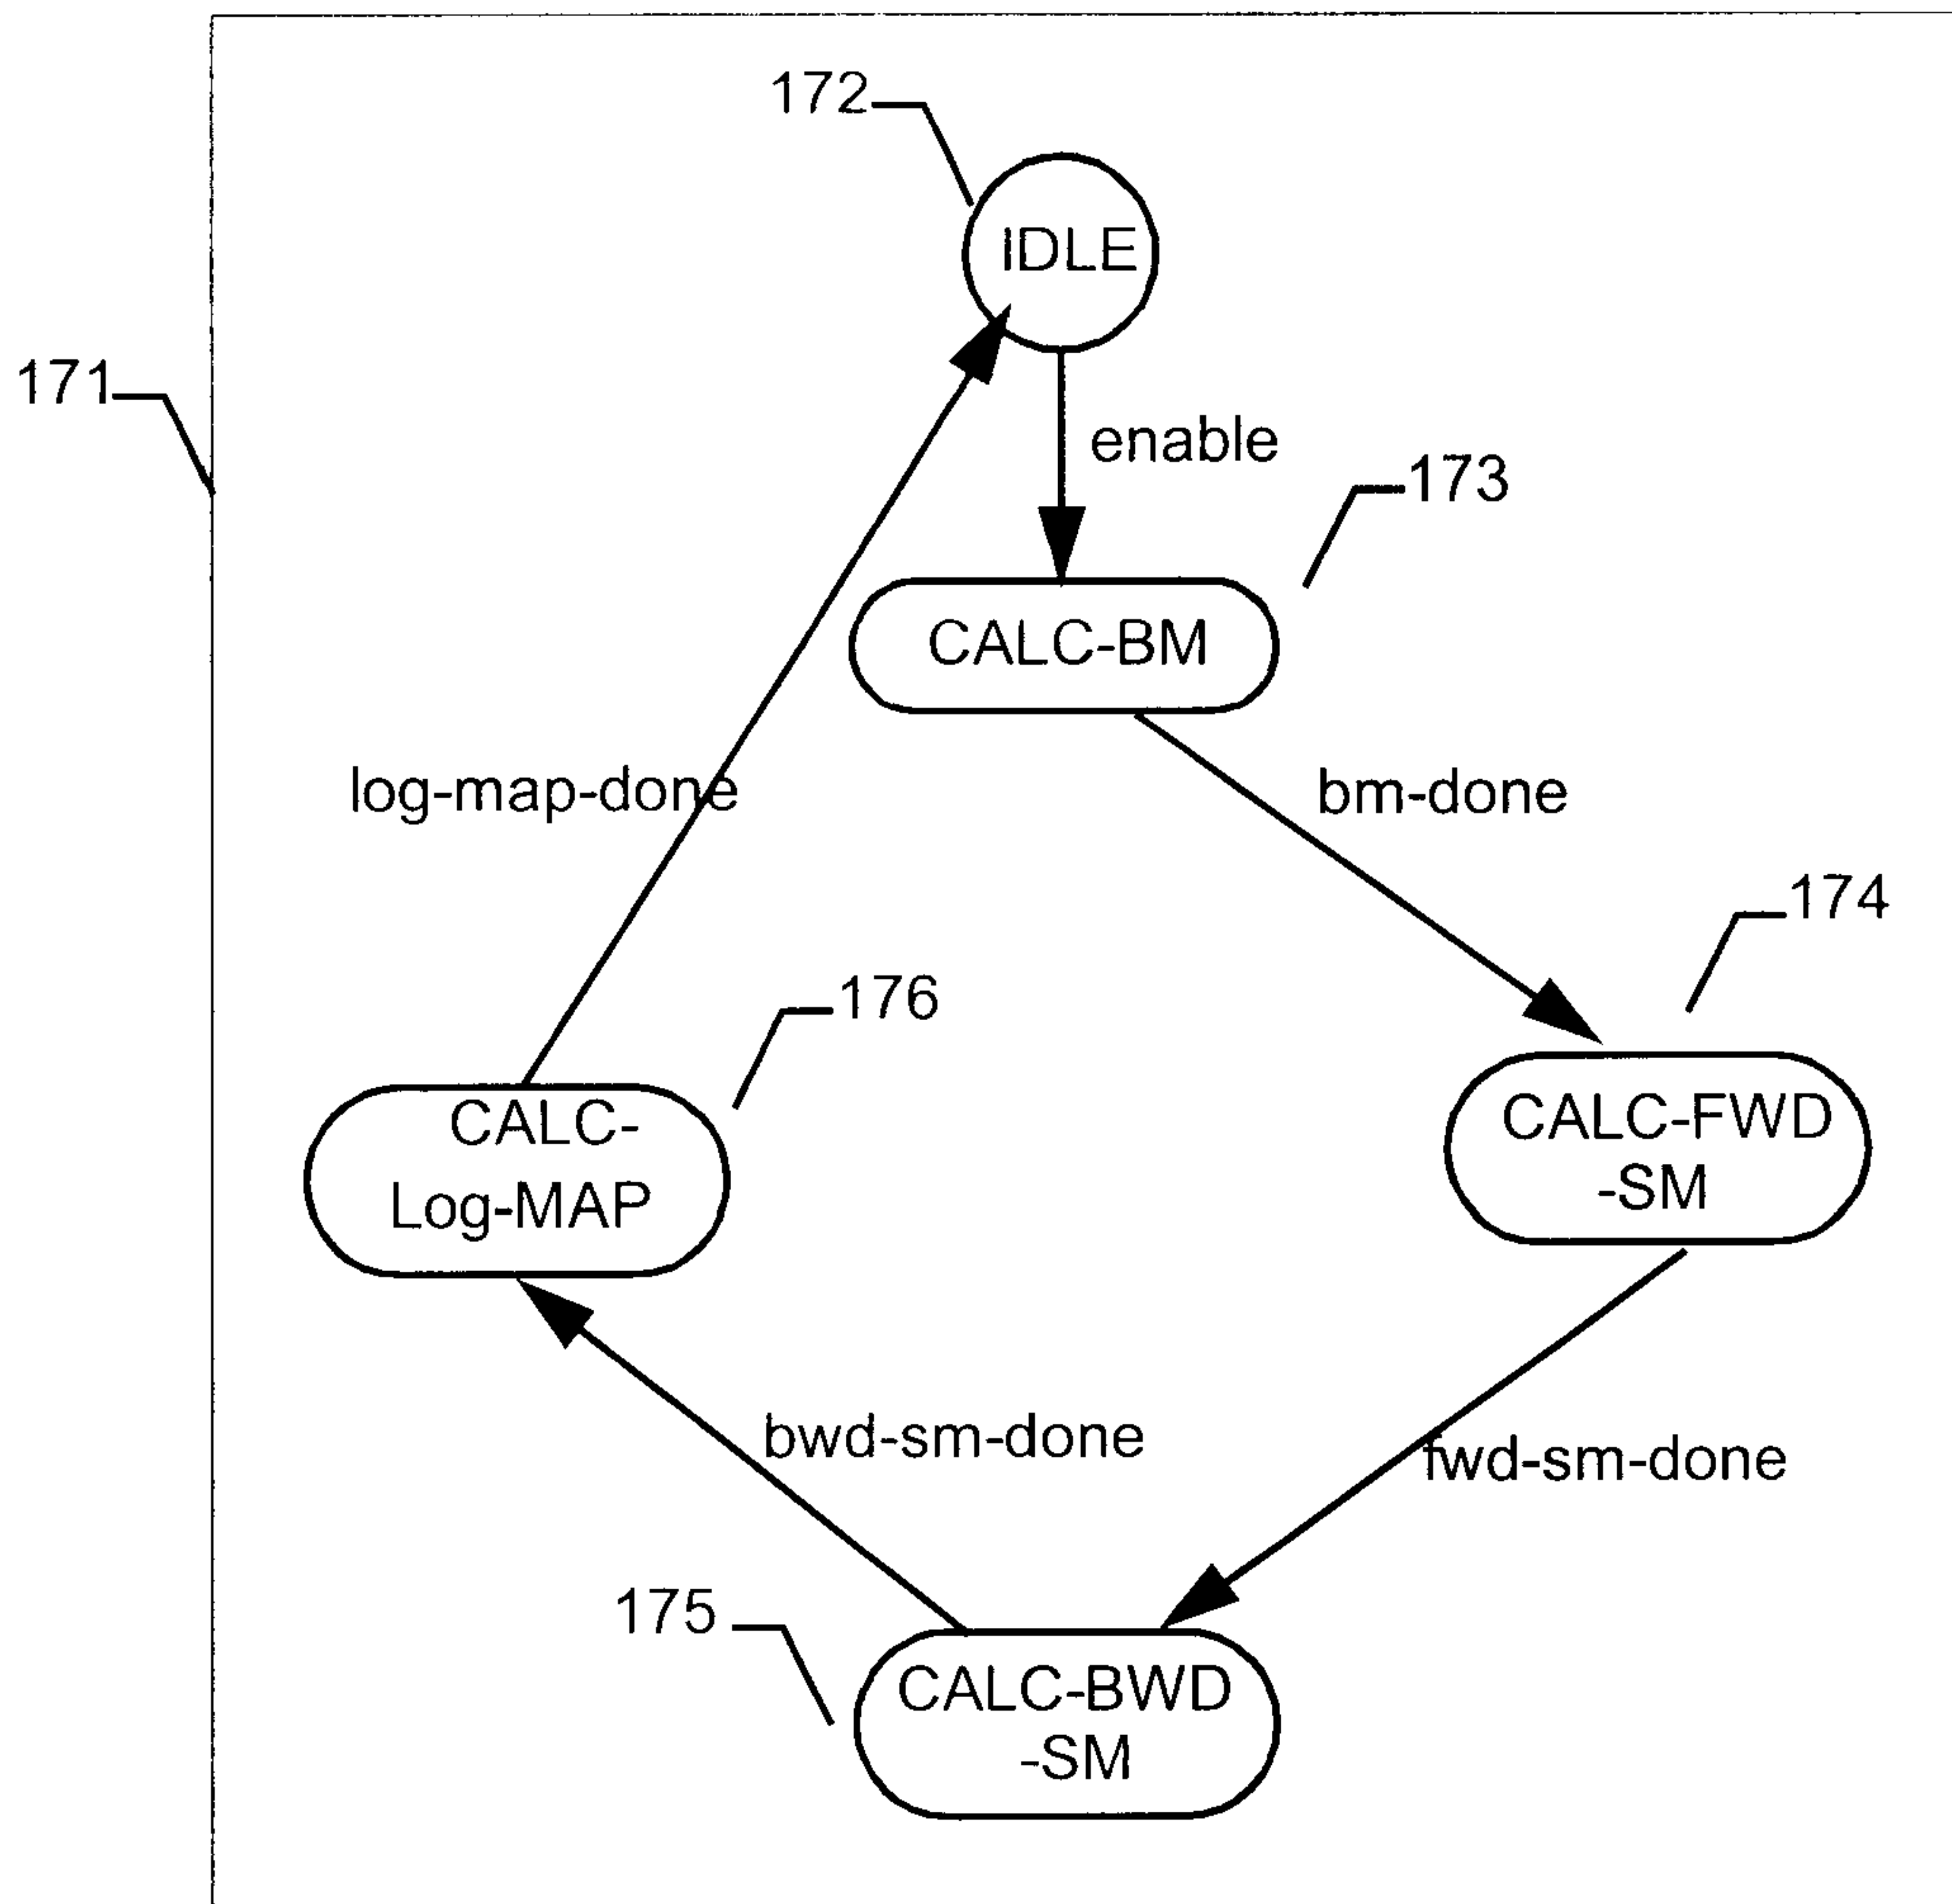 172
IDLE
171
enable
173
CALC-BM
log-map-done
bm-done
174
176
CALC-
Log-MAP
CALC-FWD
-SM
bwd-sm-done
fwd-sm-done
175
CALC-BWD
-SM